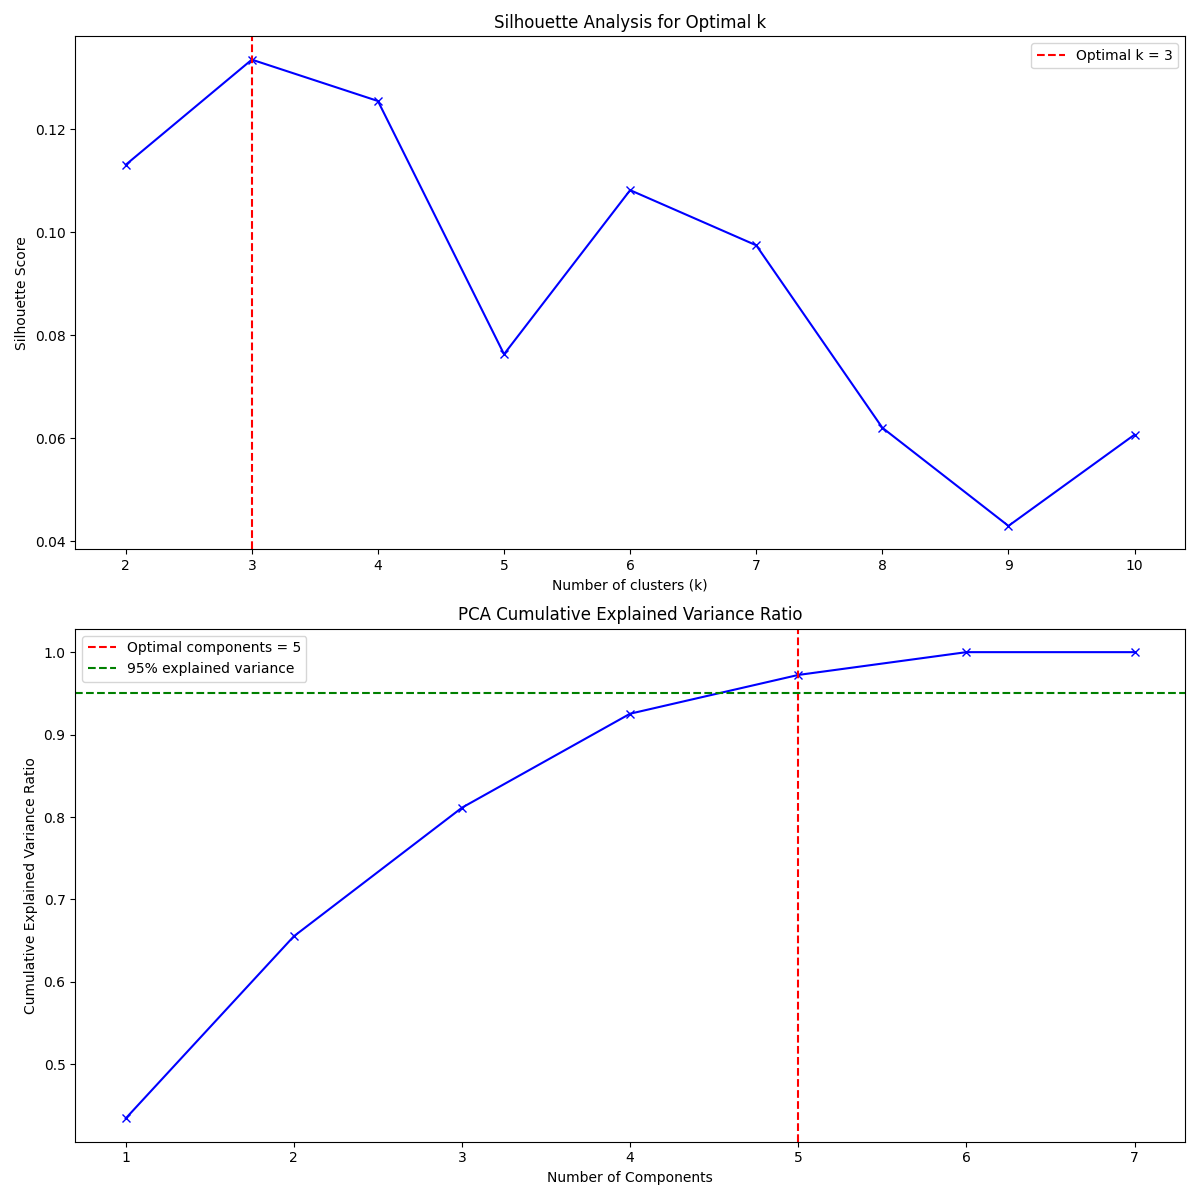 Silhouette Analysis for Optimal k
Optimal k = 3
0.12
0.10
0.08
0.06
0.04
Silhouette Score
2 3 4 5 6 7 8 9 10
Number of clusters (k)
PCA Cumulative Explained Variance Ratio
Optimal components = 5
95% explained variance
1.0
0.9
0.8
0.7
0.6
0.5
Cumulative Explained Variance Ratio
1 2 3 4 5 6 7
Number of Components